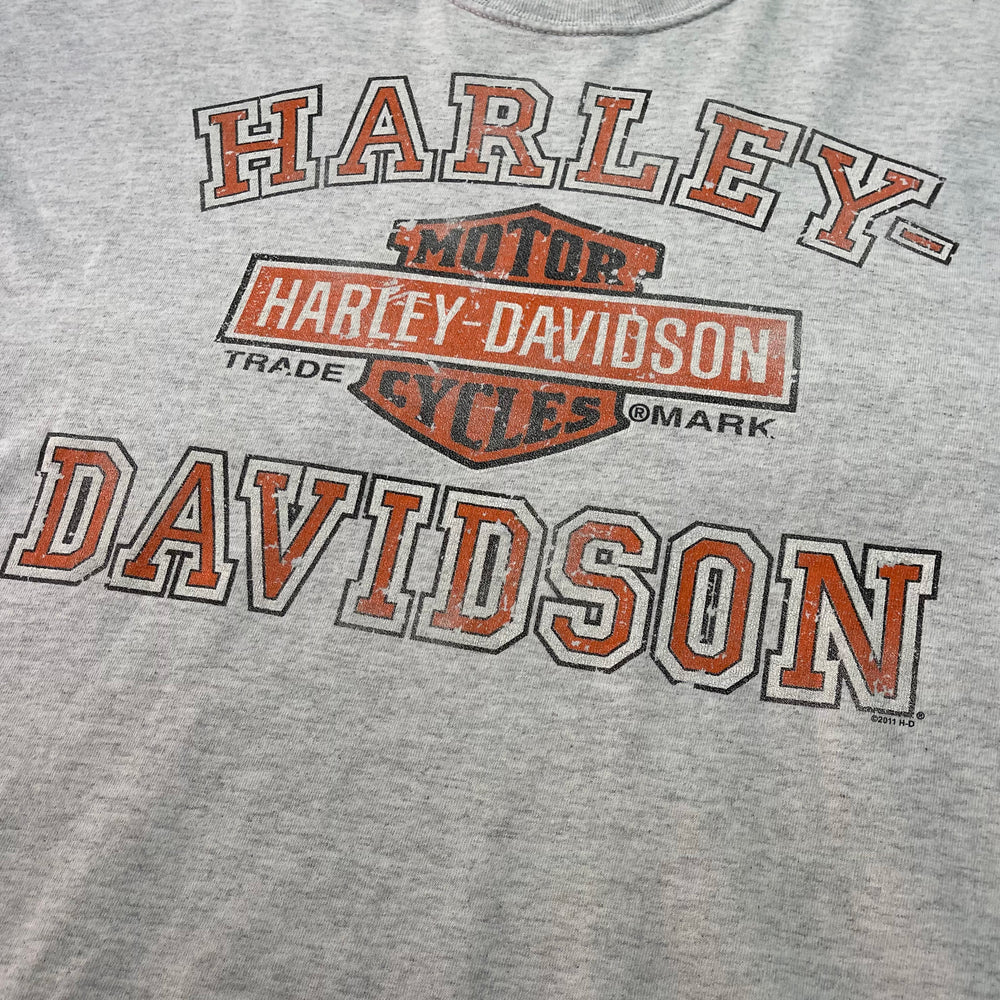 HARLEY-
MOTOR
HARLEY-DAVIDSON
TRADE ®MARK.
CYCLES
DAVIDSON®
©2011 H-D